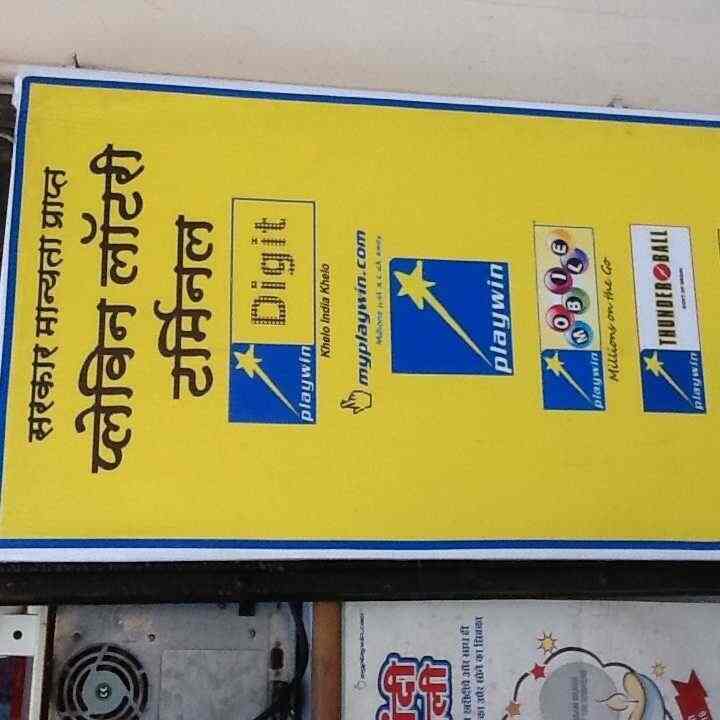 सरकार मान्यता प्राप्त
प्लेविन लॉटरी
टर्मिनल
playwin
Digit
Khelo India Khelo
myplaywin.com
playwin
playwin
MOBILE
Millions on the Go
playwin
THUNDERBALL